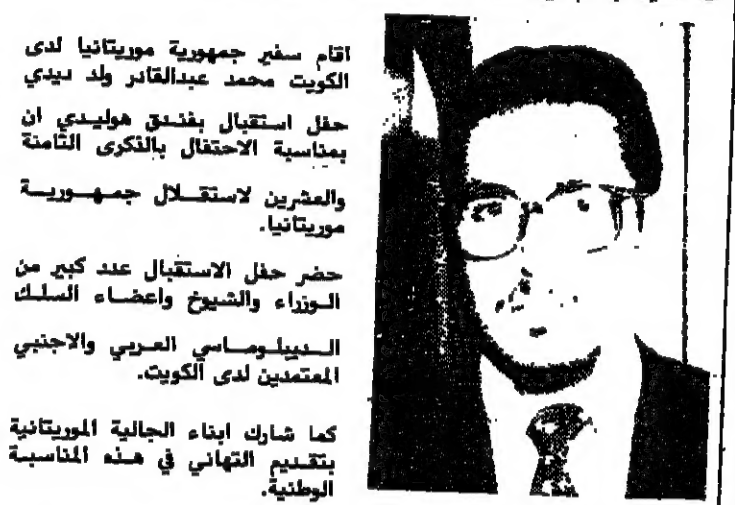 اقام سفير جمهورية موريتانيا لدى
الكويت محمد عبدالقادر ولد ديدي
حفل استقبال بفندق هوليدي ان
بمناسبة الاحتفال بالذكرى الثامنة
والعشرين لاستقلال جمهورية
موريتانيا.
حضر حفل الاستقبال عدد كبير من
الوزراء والشيوخ واعضاء السلك
الديبلوماسي العربي والاجنبي
المعتمدين لدى الكويت.
كما شارك ابناء الجالية الموريتانية
بتقديم التهاني في هذه المناسبة
الوطنية.